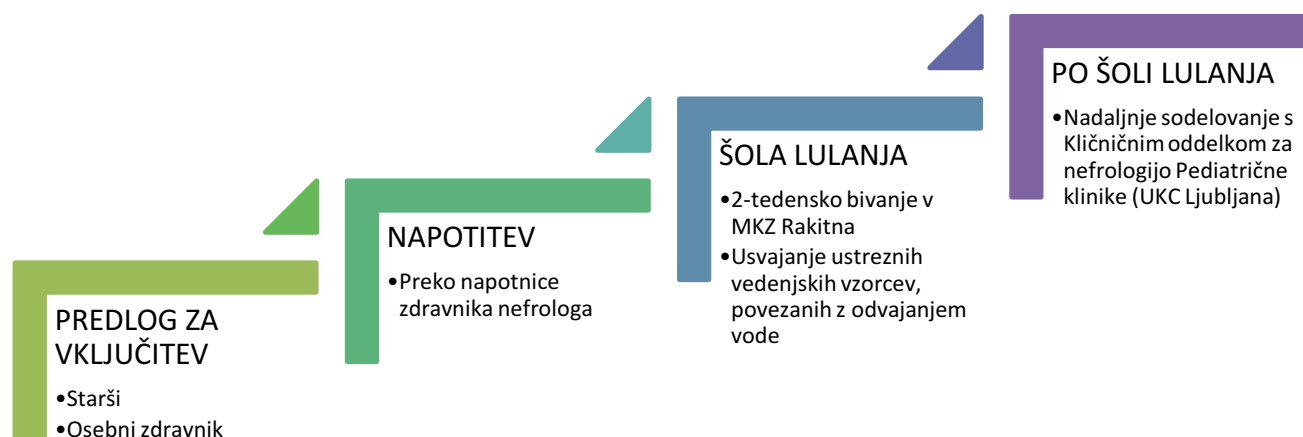 PREDLOG ZA
VKLJUČITEV
•Starši
•Osebni zdravnik
NAPOTITEV
•Preko napotnice
zdravnika nefrologa
ŠOLA LULANJA
•2-tedensko bivanje v
MKZ Rakitna
•Usvajanje ustreznih
vedenjskih vzorcev,
povezanih z odvajanjem
vode
PO ŠOLI LULANJA
•Nadaljnje sodelovanje s
Kličničnim oddelkom za
nefrologijo Pediatrične
klinike (UKC Ljubljana)